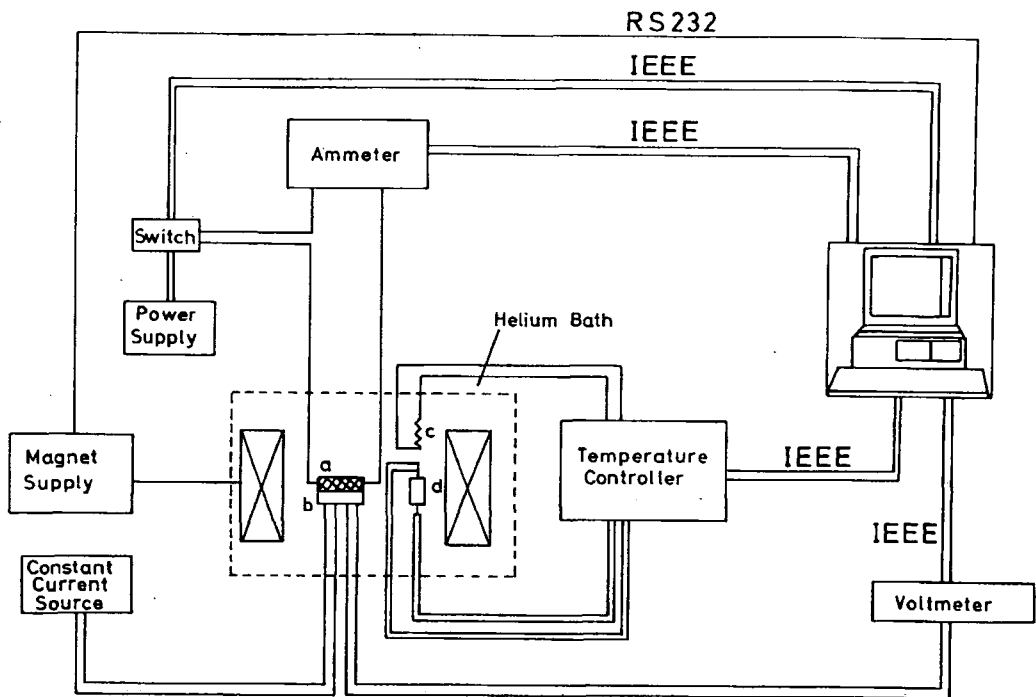 RS232
IEEE
IEEE
Ammeter
Switch
Power
Supply
Helium Bath
c
a
b
d
Magnet
Supply
Temperature
Controller
IEEE
IEEE
Constant
Current
Source
Voltmeter